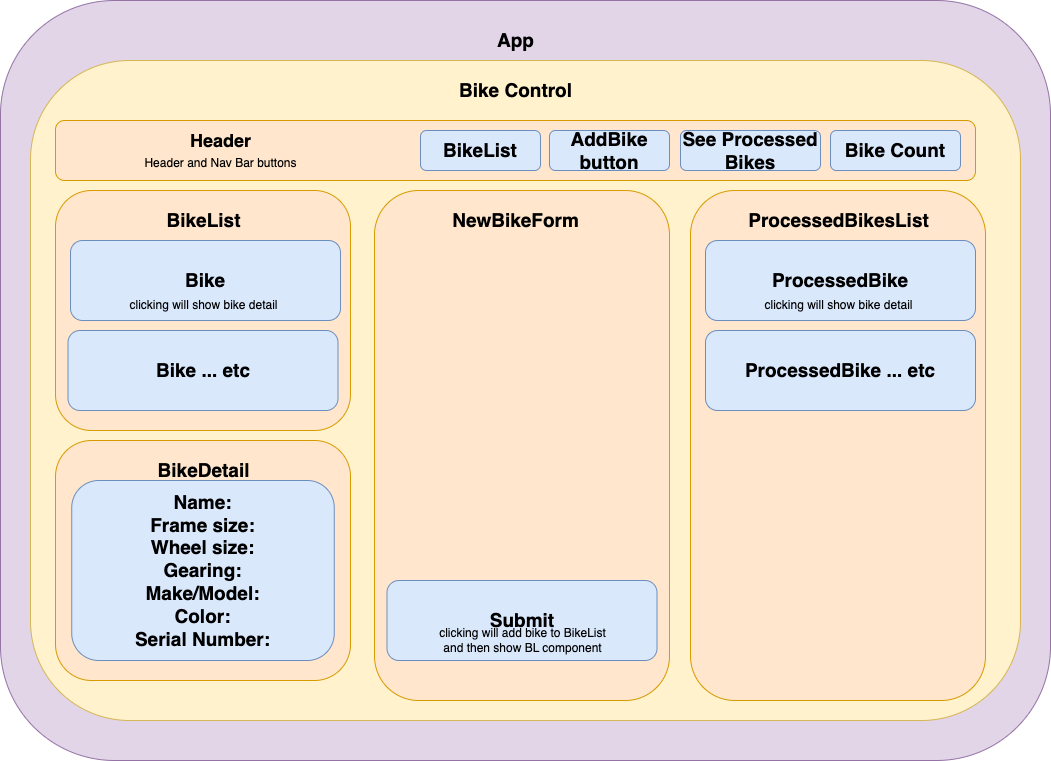 App
Bike Control
Header
Header and Nav Bar buttons
BikeList
AddBike
button
See Processed
Bikes
Bike Count
BikeList
Bike
clicking will show bike detail
Bike ... etc
BikeDetail
Name:
Frame size:
Wheel size:
Gearing:
Make/Model:
Color:
Serial Number:
NewBikeForm
Submit
clicking will add bike to BikeList
and then show BL component
ProcessedBikesList
ProcessedBike
clicking will show bike detail
ProcessedBike ... etc